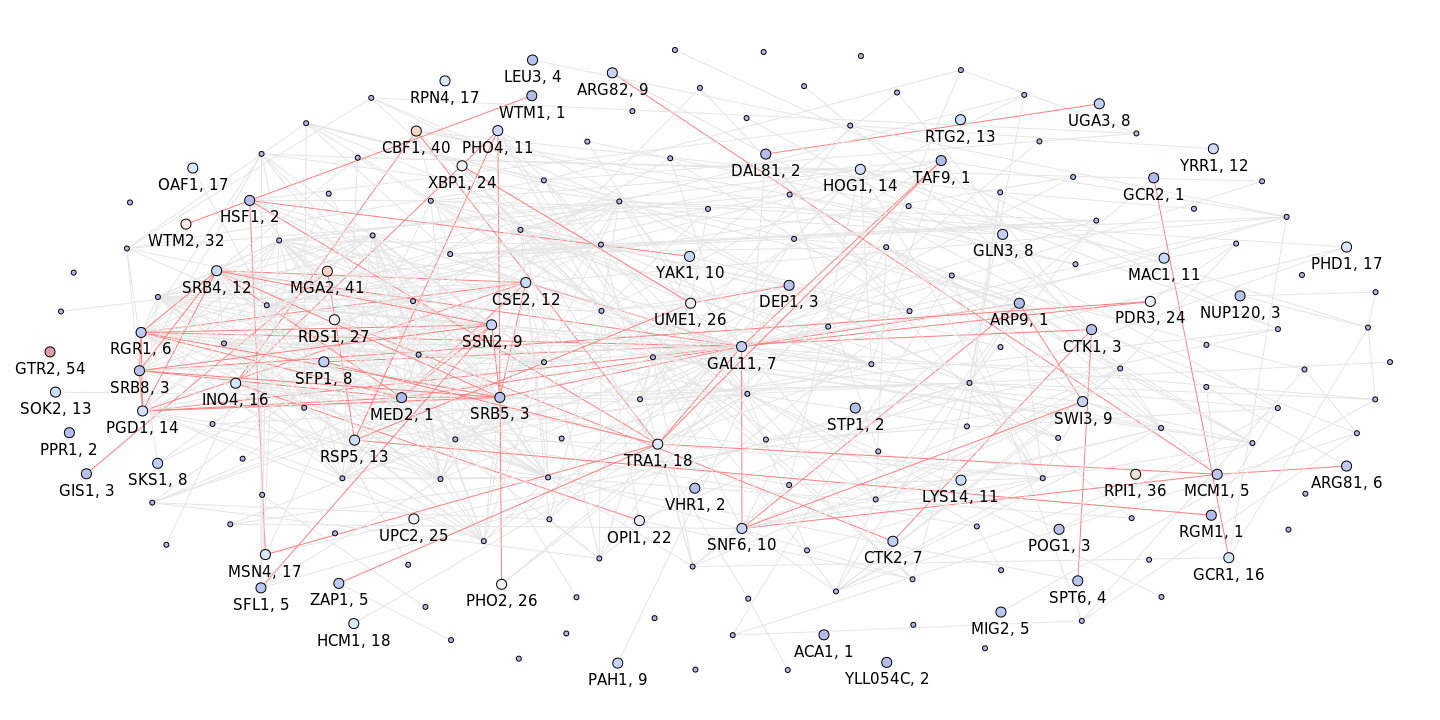 LEU3, 4
ARG82, 9
RPN4, 17
WTM1, 1
UGA3, 8
RTG2, 13
CBF1, 40
PHO4, 11
YRR1, 12
DAL81, 2
TAF9, 1
XBP1, 24
OAF1, 17
HOG1, 14
GCR2, 1
HSF1, 2
WTM2, 32
GLN3, 8
PHD1, 17
YAK1, 10
MAC1, 11
SRB4, 12
MGA2, 41
CSE2, 12
DEP1, 3
NUP120, 3
UME1, 26
ARP9, 1
PDR3, 24
RDS1, 27
SSN2, 9
CTK1, 3
RGR1, 6
GAL11, 7
GTR2, 54
SFP1, 8
SRB8, 3
INO4, 16
SOK2, 13
MED2, 1
SRB5, 3
SWI3, 9
STP1, 2
PGD1, 14
PPR1, 2
RSP5, 13
TRA1, 18
SKS1, 8
ARG81, 6
GIS1, 3
RPI1, 36
MCM1, 5
LYS14, 11
VHR1, 2
RGM1, 1
UPC2, 25
OPI1, 22
SNF6, 10
POG1, 3
CTK2, 7
MSN4, 17
GCR1, 16
SPT6, 4
ZAP1, 5
PHO2, 26
SFL1, 5
MIG2, 5
HCM1, 18
ACA1, 1
PAH1, 9
YLL054C, 2